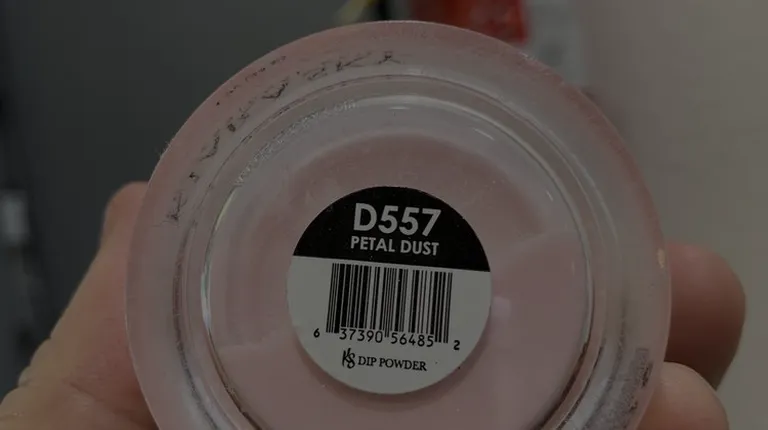 D557
PETAL DUST
6 37390 56485 2
KS DIP POWDER